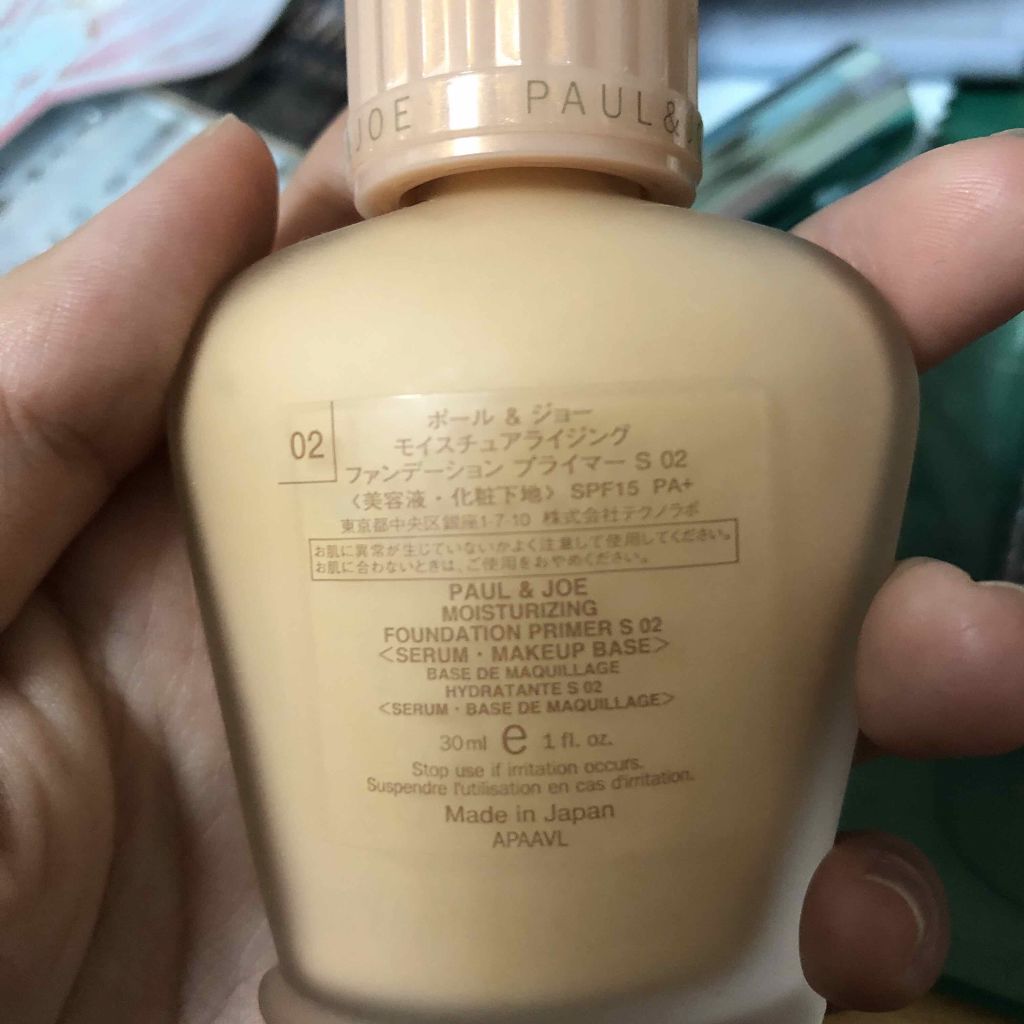 JOE PAUL&
02
ポール & ジョー
モイスチュアライジング
ファンデーション プライマー S 02
〈美容液・化粧下地〉 SPF15 PA+
東京都中央区銀座1-7-10 株式会社テクノラボ
お肌に異常が生じていないかよく注意して使用してください。
お肌に合わないときは、ご使用をおやめください。
PAUL & JOE
MOISTURIZING
FOUNDATION PRIMER S 02
<SERUM・MAKEUP BASE>
BASE DE MAQUILLAGE
HYDRATANTE S 02
<SERUM・BASE DE MAQUILLAGE>
30ml e 1 fl. oz.
Stop use if irritation occurs.
Suspendre l'utilisation en cas d'irritation.
Made in Japan
APAAVL